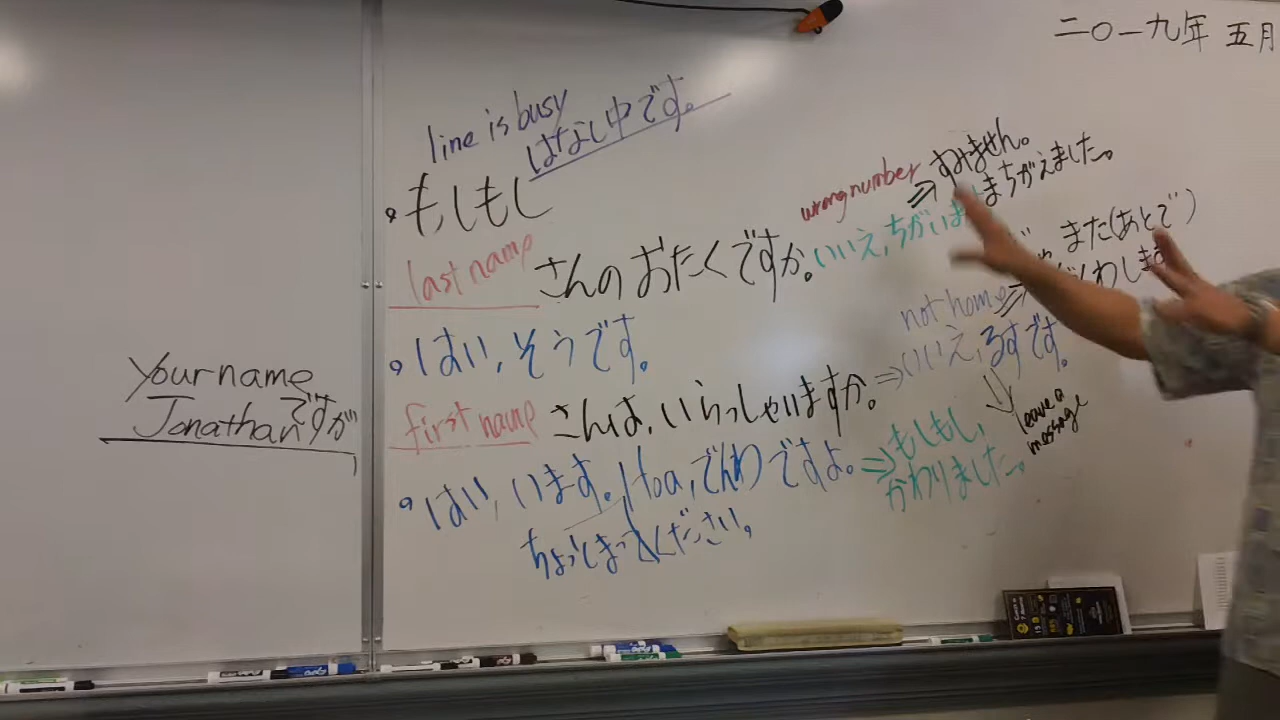 二〇一九年 五月
line is busy
はなし中です。
もしもし
last name さんの おたくですか。
wrong number ⇒ すみません。
まちがえました。
いいえ, ちがいま
また(あとで)
わします
はい, そうです。
not home ⇒
first name さんは, いらっしゃいますか。⇒ いいえ, るすです。
leave a
message
Your name
Jonathanですが
はい, います。 Hoa, でんわですよ。⇒ もしもし,
かわりました。
ちょっとまってください。